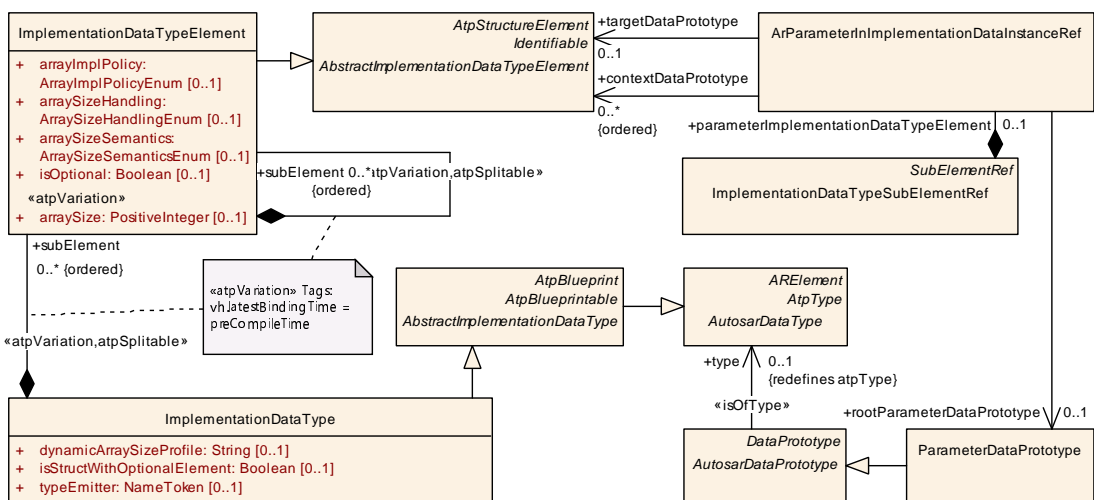 ImplementationDataTypeElement
+ arrayImplPolicy:
ArrayImplPolicyEnum [0..1]
+ arraySizeHandling:
ArraySizeHandlingEnum [0..1]
+ arraySizeSemantics:
ArraySizeSemanticsEnum [0..1]
+ isOptional: Boolean [0..1]
«atpVariation»
+ arraySize: PositiveInteger [0..1]
AtpStructureElement
Identifiable
AbstractImplementationDataTypeElement
+targetDataPrototype
0..1
+contextDataPrototype
0..*
{ordered}
ArParameterInImplementationDataInstanceRef
+parameterImplementationDataTypeElement
0..1
SubElementRef
ImplementationDataTypeSubElementRef
+subElement 0..*
atpVariation,atpSplitable»
{ordered}
+subElement
0..* {ordered}
«atpVariation» Tags:
vh.latestBindingTime =
preCompileTime
«atpVariation,atpSplitable»
AtpBlueprint
AtpBlueprintable
AbstractImplementationDataType
ARElement
AtpType
AutosarDataType
+type
0..1
{redefines atpType}
«isOfType»
+rootParameterDataPrototype
0..1
ImplementationDataType
+ dynamicArraySizeProfile: String [0..1]
+ isStructWithOptionalElement: Boolean [0..1]
+ typeEmitter: NameToken [0..1]
DataPrototype
AutosarDataPrototype
ParameterDataPrototype